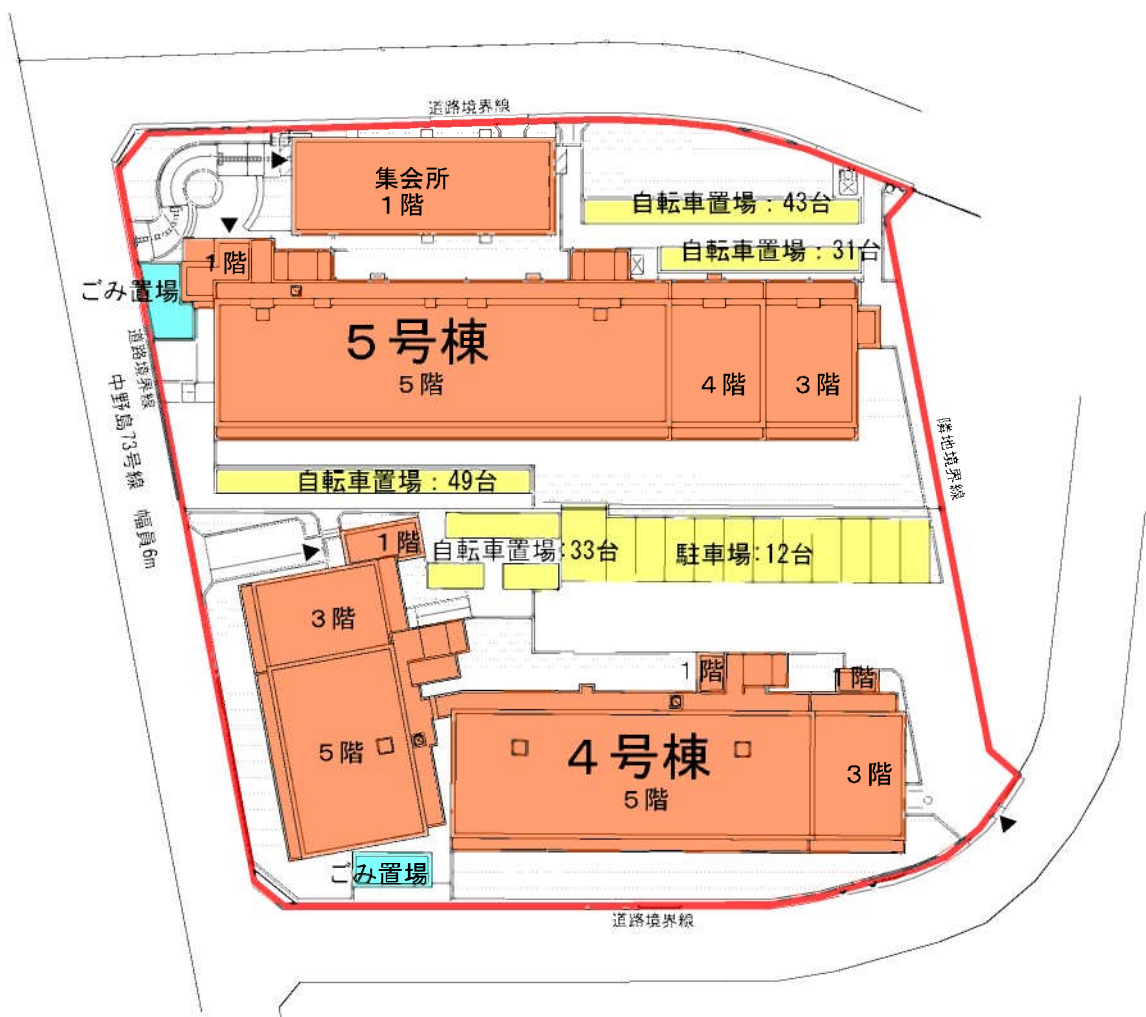 道路境界線
集会所
１階
自転車置場：43台
自転車置場：31台
1階
ごみ置場
５号棟
５階
４階
３階
道路境界線
中野島73号線　幅員6m
隣地境界線
自転車置場：49台
1階
自転車置場:33台
駐車場:12台
３階
５階
1階
1階
４号棟
５階
３階
ごみ置場
道路境界線